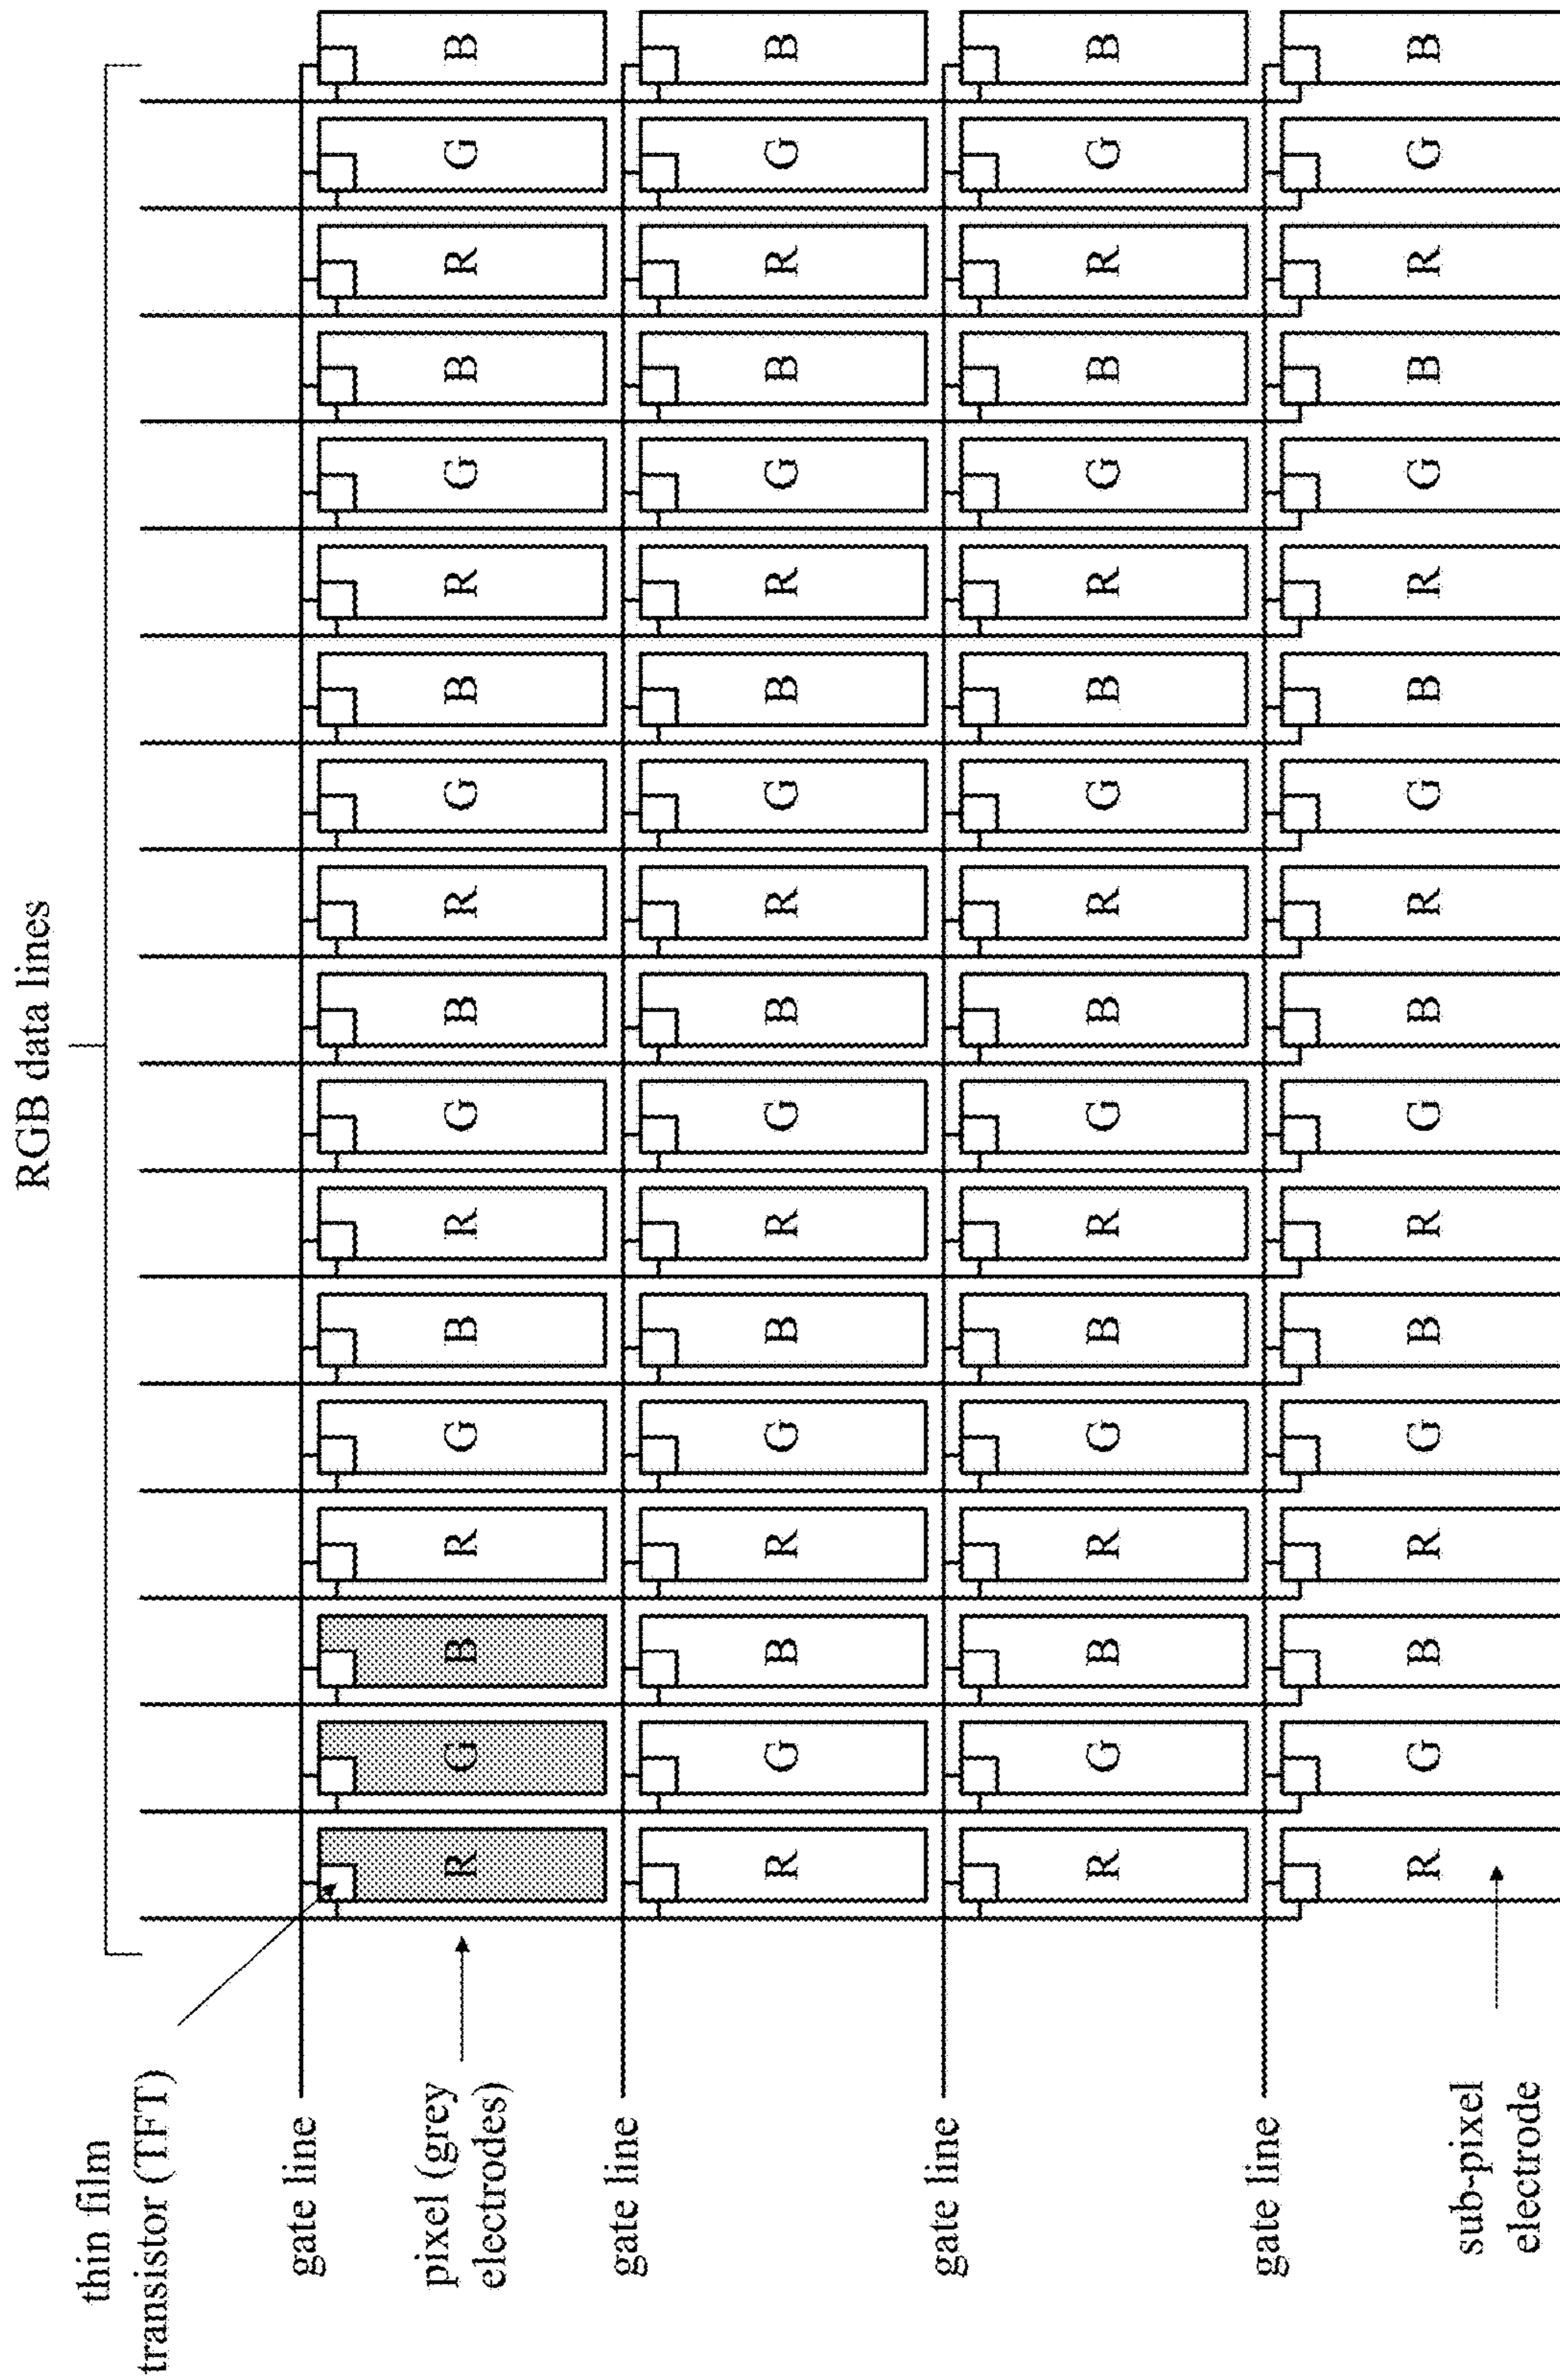 RGB data lines
thin film
transistor (TFT)
gate line
pixel (grey
electrodes)
R G B R G B R G B R G B R G B R G B
gate line
R G B R G B R G B R G B R G B R G B
gate line
R G B R G B R G B R G B R G B R G B
gate line
R G B R G B R G B R G B R G B R G B
sub-pixel
electrode